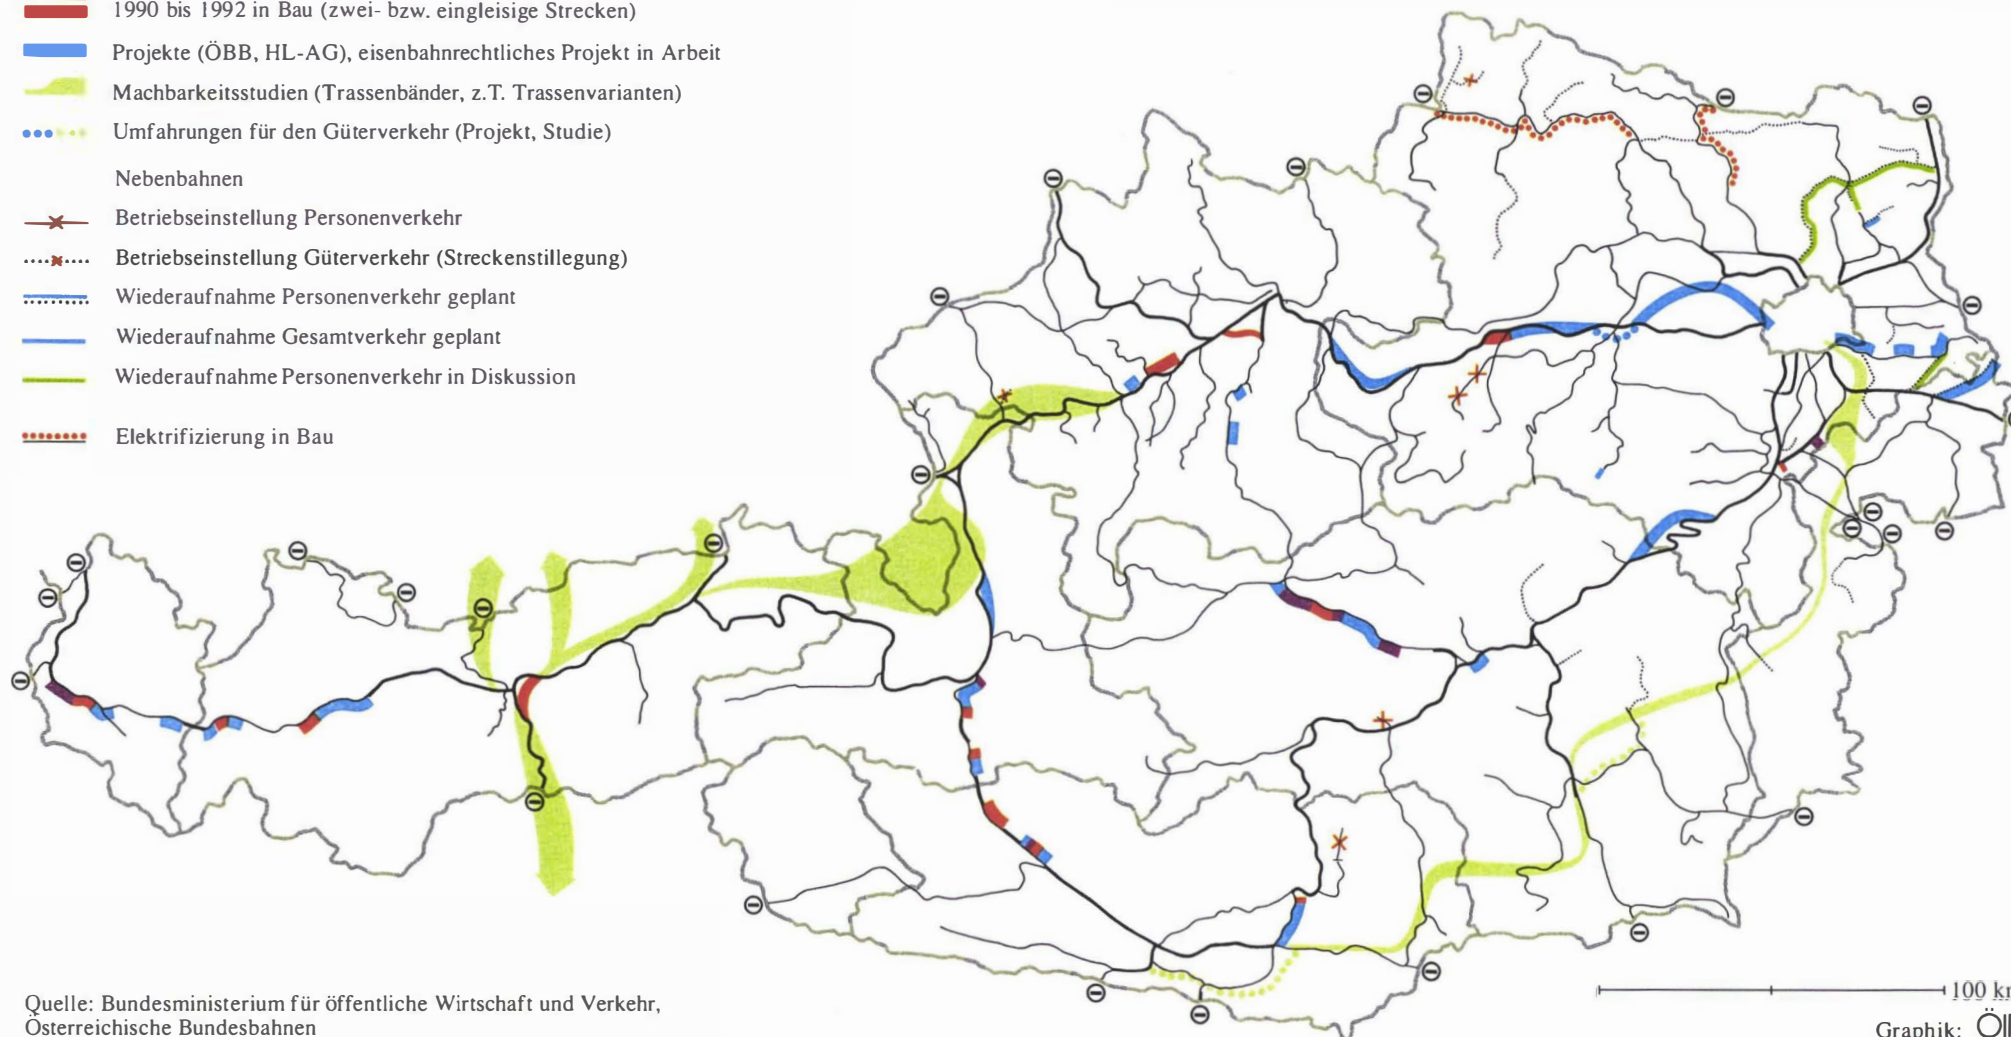 1990 bis 1992 in Bau (zwei- bzw. eingleisige Strecken)
Projekte (ÖBB, HL-AG), eisenbahnrechtliches Projekt in Arbeit
Machbarkeitsstudien (Trassenbänder, z.T. Trassenvarianten)
Umfahrungen für den Güterverkehr (Projekt, Studie)
Nebenbahnen
Betriebseinstellung Personenverkehr
Betriebseinstellung Güterverkehr (Streckenstillegung)
Wiederaufnahme Personenverkehr geplant
Wiederaufnahme Gesamtverkehr geplant
Wiederaufnahme Personenverkehr in Diskussion
Elektrifizierung in Bau
100
Quelle: Bundesministerium für öffentliche Wirtschaft und Verkehr,
Österreichische Bundesbahnen
Graphik: